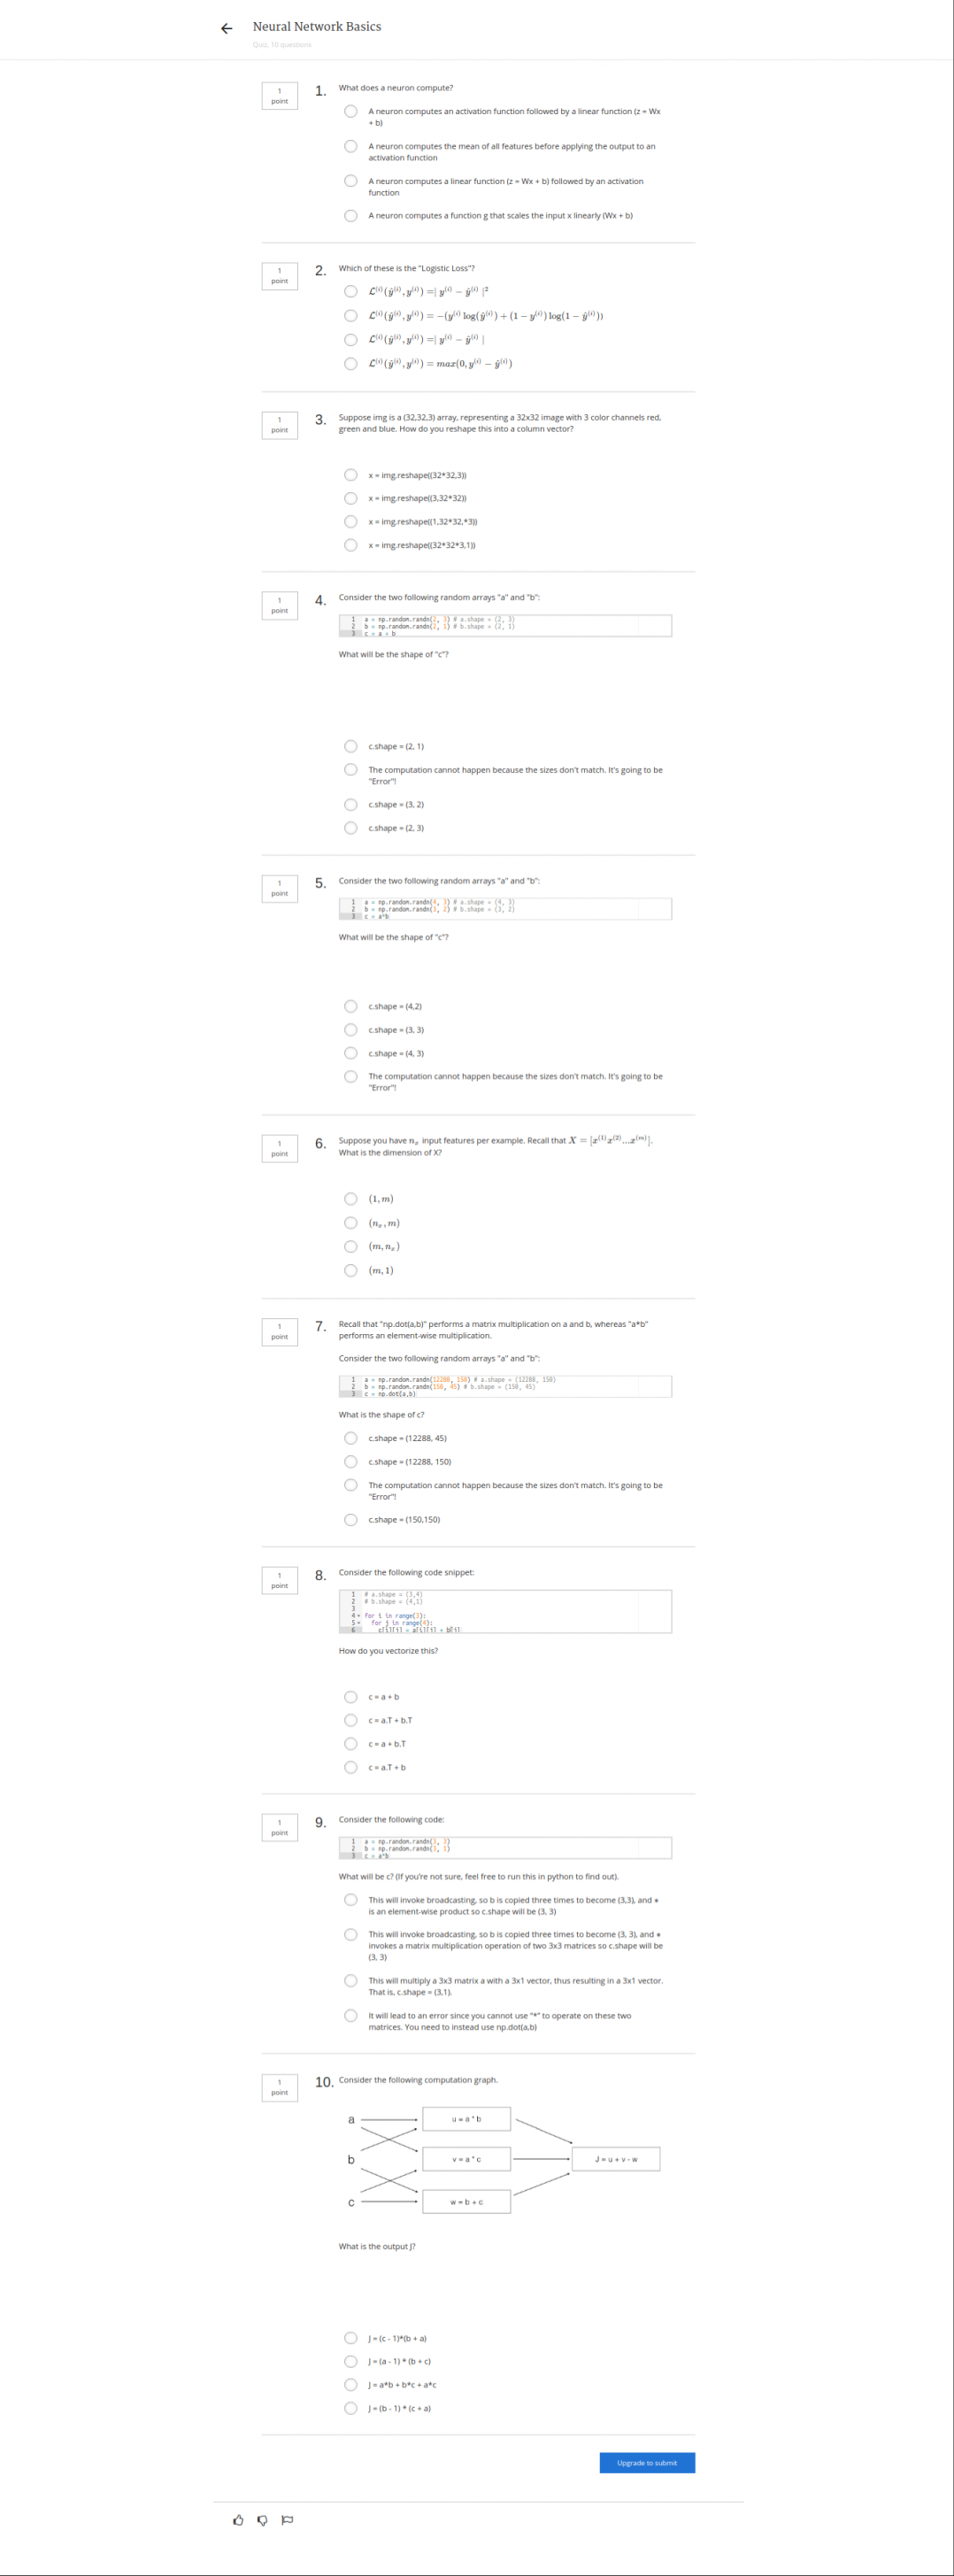 Neural Network Basics
Quiz, 10 questions
1
point
1.
What does a neuron compute?
A neuron computes an activation function followed by a linear function (z = Wx
+ b)
A neuron computes the mean of all features before applying the output to an
activation function
A neuron computes a linear function (z = Wx + b) followed by an activation
function
A neuron computes a function g that scales the input x linearly (Wx + b)
1
point
2.
Which of these is the "Logistic Loss"?
ℒ⁽ⁱ⁾(ŷ⁽ⁱ⁾, y⁽ⁱ⁾) =| y⁽ⁱ⁾ − ŷ⁽ⁱ⁾ |²
ℒ⁽ⁱ⁾(ŷ⁽ⁱ⁾, y⁽ⁱ⁾) = −(y⁽ⁱ⁾ log(ŷ⁽ⁱ⁾) + (1 − y⁽ⁱ⁾) log(1 − ŷ⁽ⁱ⁾))
ℒ⁽ⁱ⁾(ŷ⁽ⁱ⁾, y⁽ⁱ⁾) =| y⁽ⁱ⁾ − ŷ⁽ⁱ⁾ |
ℒ⁽ⁱ⁾(ŷ⁽ⁱ⁾, y⁽ⁱ⁾) = max(0, y⁽ⁱ⁾ − ŷ⁽ⁱ⁾)
1
point
3.
Suppose img is a (32,32,3) array, representing a 32x32 image with 3 color channels red,
green and blue. How do you reshape this into a column vector?
x = img.reshape((32*32,3))
x = img.reshape((3,32*32))
x = img.reshape((1,32*32,*3))
x = img.reshape((32*32*3,1))
1
point
4.
Consider the two following random arrays "a" and "b":
1 a = np.random.randn(2, 3) # a.shape = (2, 3)
2 b = np.random.randn(2, 1) # b.shape = (2, 1)
3 c = a + b
What will be the shape of "c"?
c.shape = (2, 1)
The computation cannot happen because the sizes don't match. It's going to be
"Error"!
c.shape = (3, 2)
c.shape = (2, 3)
1
point
5.
Consider the two following random arrays "a" and "b":
1 a = np.random.randn(4, 3) # a.shape = (4, 3)
2 b = np.random.randn(3, 2) # b.shape = (3, 2)
3 c = a*b
What will be the shape of "c"?
c.shape = (4,2)
c.shape = (3, 3)
c.shape = (4, 3)
The computation cannot happen because the sizes don't match. It's going to be
"Error"!
1
point
6.
Suppose you have nₓ input features per example. Recall that X = [x⁽¹⁾x⁽²⁾...x⁽ᵐ⁾].
What is the dimension of X?
(1, m)
(nₓ, m)
(m, nₓ)
(m, 1)
1
point
7.
Recall that "np.dot(a,b)" performs a matrix multiplication on a and b, whereas "a*b"
performs an element-wise multiplication.
Consider the two following random arrays "a" and "b":
1 a = np.random.randn(12288, 150) # a.shape = (12288, 150)
2 b = np.random.randn(150, 45) # b.shape = (150, 45)
3 c = np.dot(a,b)
What is the shape of c?
c.shape = (12288, 45)
c.shape = (12288, 150)
The computation cannot happen because the sizes don't match. It's going to be
"Error"!
c.shape = (150,150)
1
point
8.
Consider the following code snippet:
1 # a.shape = (3,4)
2 # b.shape = (4,1)
3
4 for i in range(3):
5 for j in range(4):
6 c[i][j] = a[i][j] + b[j]
How do you vectorize this?
c = a + b
c = a.T + b.T
c = a + b.T
c = a.T + b
1
point
9.
Consider the following code:
1 a = np.random.randn(3, 3)
2 b = np.random.randn(3, 1)
3 c = a*b
What will be c? (If you're not sure, feel free to run this in python to find out).
This will invoke broadcasting, so b is copied three times to become (3,3), and ∗
is an element-wise product so c.shape will be (3, 3)
This will invoke broadcasting, so b is copied three times to become (3, 3), and ∗
invokes a matrix multiplication operation of two 3x3 matrices so c.shape will be
(3, 3)
This will multiply a 3x3 matrix a with a 3x1 vector, thus resulting in a 3x1 vector.
That is, c.shape = (3,1).
It will lead to an error since you cannot use "*" to operate on these two
matrices. You need to instead use np.dot(a,b)
1
point
10.
Consider the following computation graph.
a
u = a * b
b
v = a * c
J = u + v - w
c
w = b + c
What is the output J?
J = (c - 1)*(b + a)
J = (a - 1) * (b + c)
J = a*b + b*c + a*c
J = (b - 1) * (c + a)
Upgrade to submit